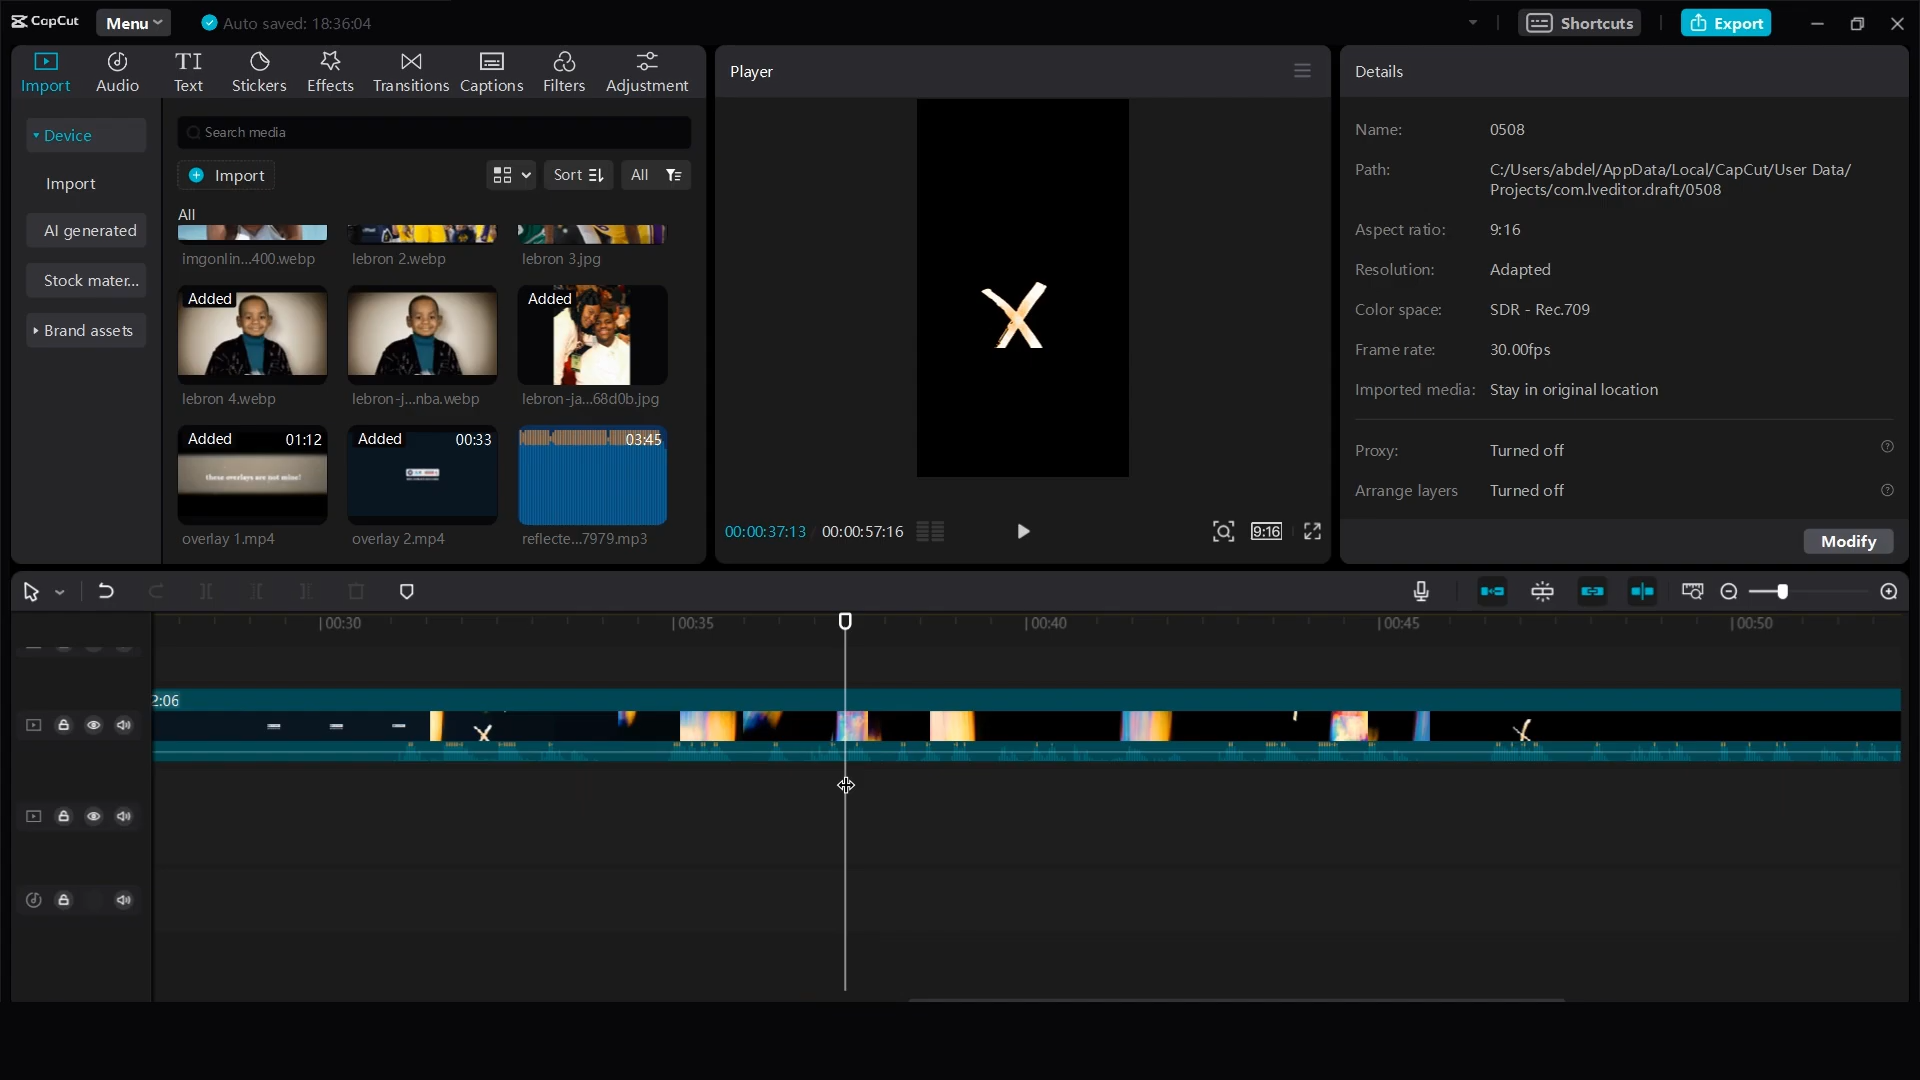 CapCut
Menu
Auto saved: 18:36:04
Shortcuts
Export
Import
Audio
Text
Stickers
Effects
Transitions
Captions
Filters
Adjustment
Device
Import
AI generated
Stock mater...
Brand assets
Search media
Import
Sort
All
All
imgonlin...400.webp
lebron 2.webp
lebron 3.jpg
Added
Added
lebron 4.webp
lebron-j...nba.webp
lebron-ja...68d0b.jpg
Added 01:12
these overlays are not mine!
Added 00:33
03:45
overlay 1.mp4
overlay 2.mp4
reflecte...7979.mp3
Player
X
00:00:37:13 / 00:00:57:16
9:16
Details
Name: 0508
Path: C:/Users/abdel/AppData/Local/CapCut/User Data/
Projects/com.lveditor.draft/0508
Aspect ratio: 9:16
Resolution: Adapted
Color space: SDR - Rec.709
Frame rate: 30.00fps
Imported media: Stay in original location
Proxy: Turned off
Arrange layers Turned off
Modify
00:30
00:35
00:40
00:45
00:50
2:06